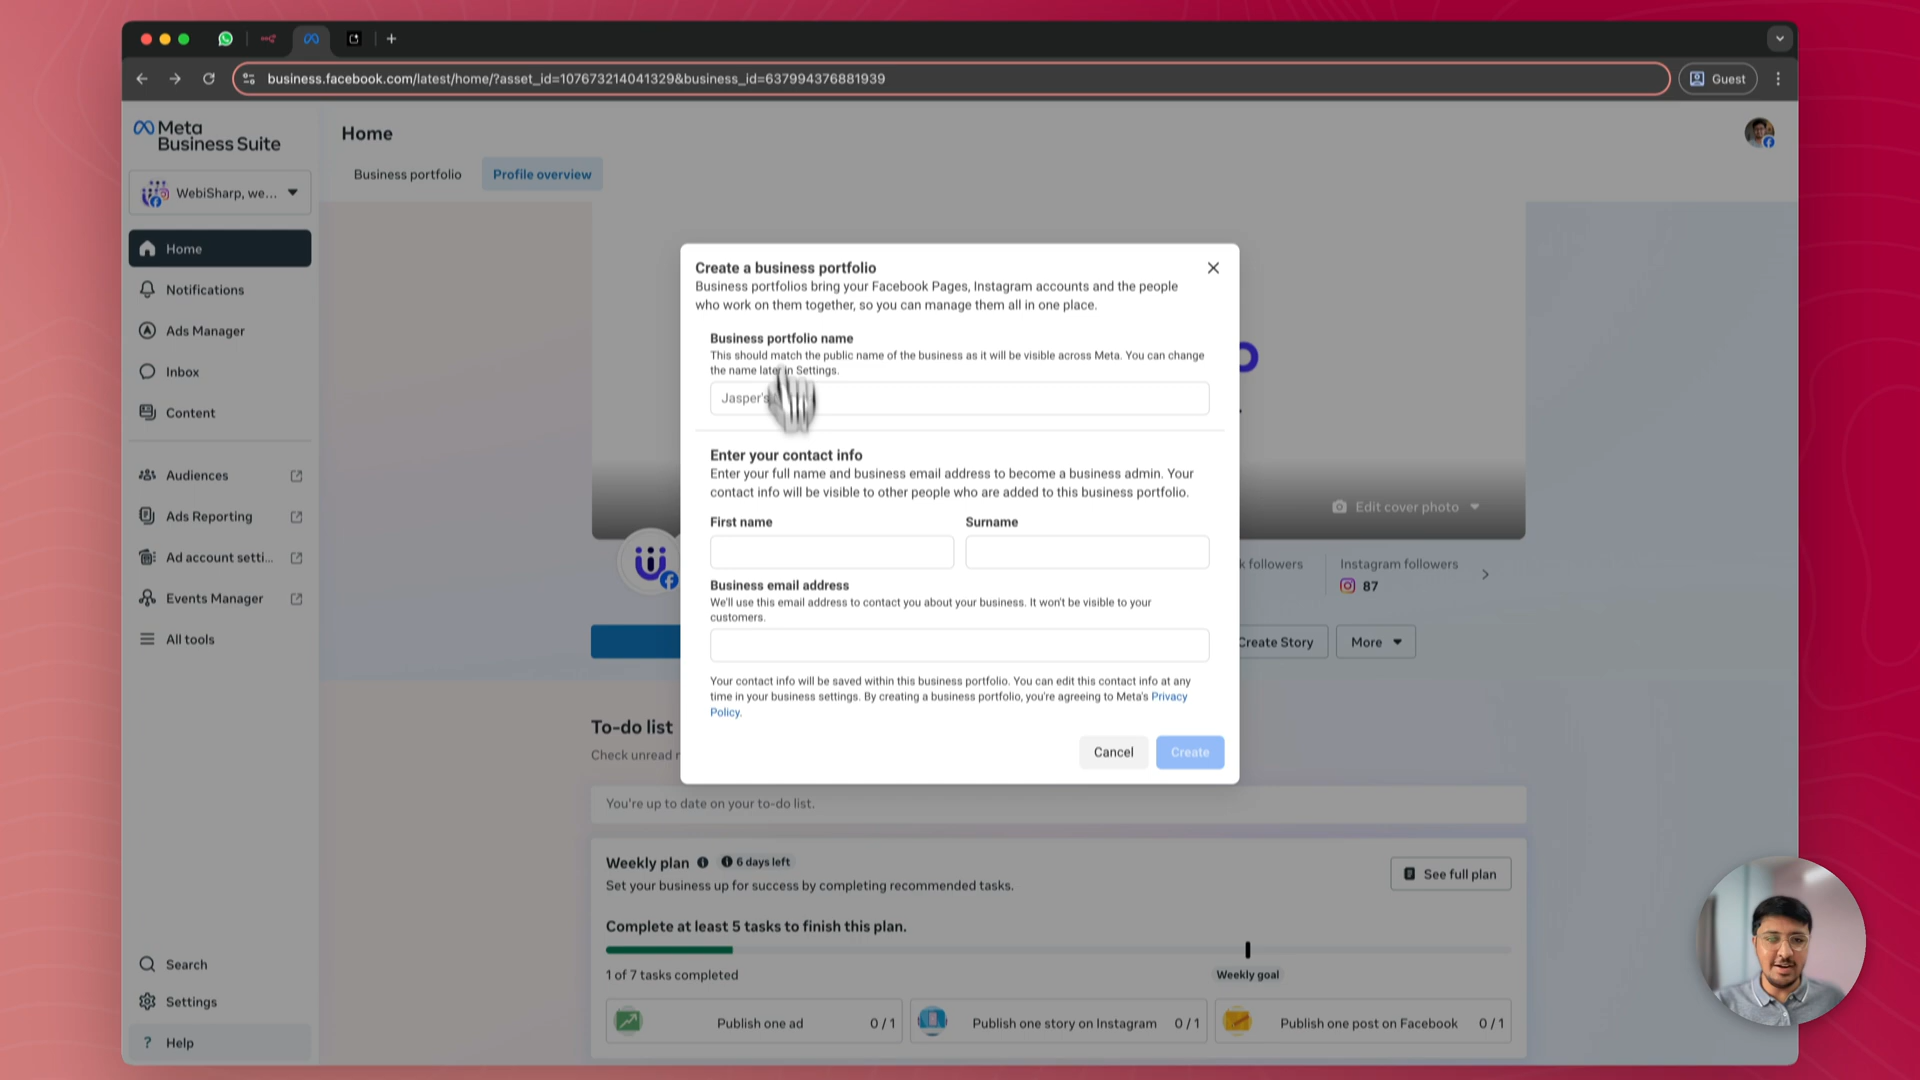 business.facebook.com/latest/home/?asset_id=107673214041329&business_id=637994376881939
Guest
Meta
Business Suite
Home
Business portfolio
Profile overview
WebiSharp, we...
Home
Notifications
Ads Manager
Inbox
Content
Audiences
Ads Reporting
Ad account setti...
Events Manager
All tools
Search
Settings
? Help
Create a business portfolio
Business portfolios bring your Facebook Pages, Instagram accounts and the people
who work on them together, so you can manage them all in one place.
Business portfolio name
This should match the public name of the business as it will be visible across Meta. You can change
the name later in Settings.
Jasper's
Enter your contact info
Enter your full name and business email address to become a business admin. Your
contact info will be visible to other people who are added to this business portfolio.
First name
Surname
Business email address
We'll use this email address to contact you about your business. It won't be visible to your
customers.
Your contact info will be saved within this business portfolio. You can edit this contact info at any
time in your business settings. By creating a business portfolio, you're agreeing to Meta's Privacy
Policy.
Cancel
Create
Edit cover photo
k followers
Instagram followers
87
Create Story
More
To-do list
Check unread
You're up to date on your to-do list.
Weekly plan
6 days left
See full plan
Set your business up for success by completing recommended tasks.
Complete at least 5 tasks to finish this plan.
1 of 7 tasks completed
Weekly goal
Publish one ad 0 / 1
Publish one story on Instagram 0 / 1
Publish one post on Facebook 0 / 1